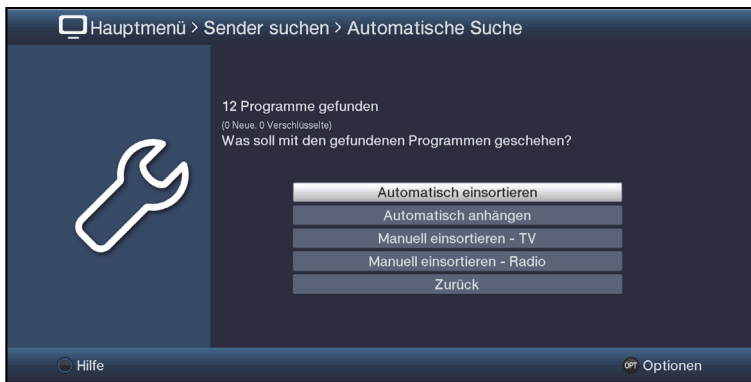 Hauptmenü > Sender suchen > Automatische Suche
12 Programme gefunden
(0 Neue, 0 Verschlüsselte)
Was soll mit den gefundenen Programmen geschehen?
Automatisch einsortieren
Automatisch anhängen
Manuell einsortieren - TV
Manuell einsortieren - Radio
Zurück
Hilfe
OPT Optionen